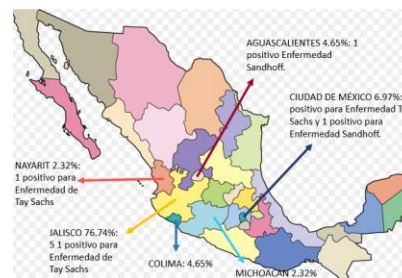 AGUASCALIENTES 4.65%: 1
positivo Enfermedad
Sandhoff.
CIUDAD DE MÉXICO 6.97%:
positivo para Enfermedad T
Sachs y 1 positivo para
Enfermedad Sandhoff.
NAYARIT 2.32%:
1 positivo para
Enfermedad de
Tay Sachs
JALISCO 76.74%:
5 1 positivo para
Enfermedad de
Tay Sachs
COLIMA: 4.65%
MICHOACAN 2.32%